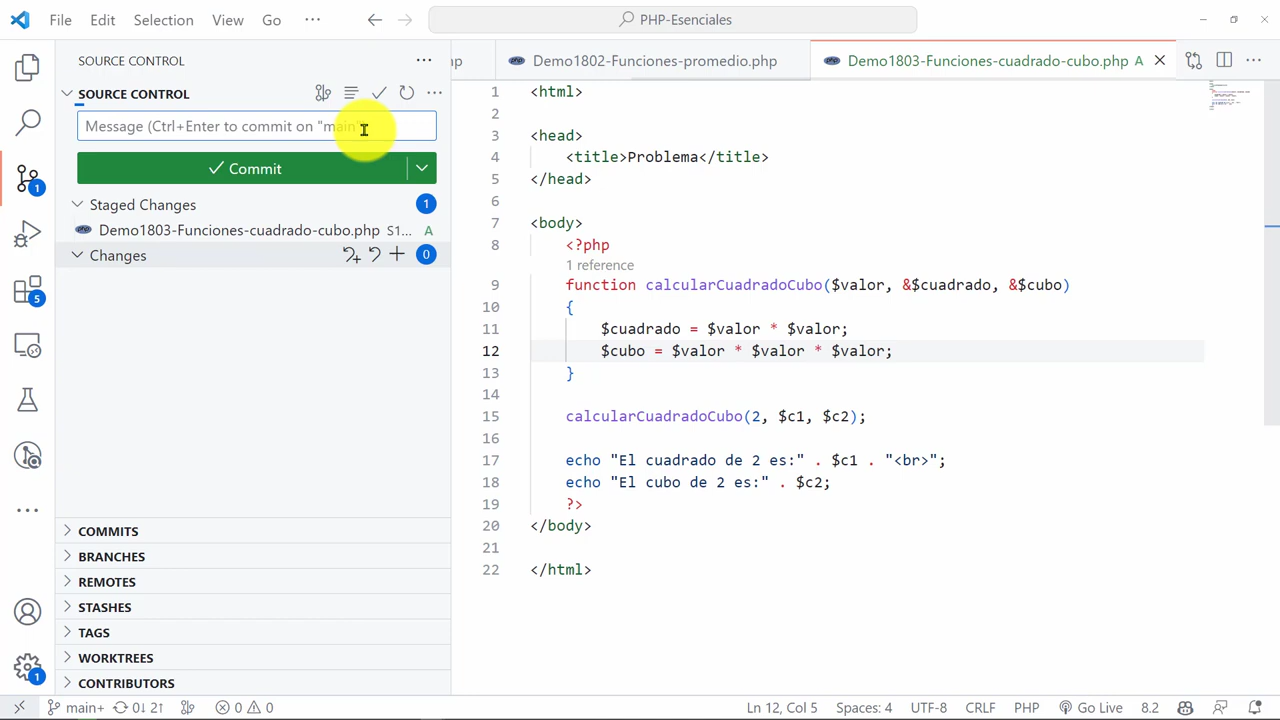 File Edit Selection View Go ··· PHP-Esenciales
SOURCE CONTROL ···
SOURCE CONTROL
Message (Ctrl+Enter to commit on "main"
Commit
Staged Changes 1
Demo1803-Funciones-cuadrado-cubo.php S1... A
Changes 0
1
5
1
COMMITS
BRANCHES
REMOTES
STASHES
TAGS
WORKTREES
CONTRIBUTORS
hp Demo1802-Funciones-promedio.php Demo1803-Funciones-cuadrado-cubo.php A
1 <html>
2
3 <head>
4 <title>Problema</title>
5 </head>
6
7 <body>
8 <?php
1 reference
9 function calcularCuadradoCubo($valor, &$cuadrado, &$cubo)
10 {
11 $cuadrado = $valor * $valor;
12 $cubo = $valor * $valor * $valor;
13 }
14
15 calcularCuadradoCubo(2, $c1, $c2);
16
17 echo "El cuadrado de 2 es:" . $c1 . "<br>";
18 echo "El cubo de 2 es:" . $c2;
19 ?>
20 </body>
21
22 </html>
main+ 0↓ 2↑ 0 0 Ln 12, Col 5 Spaces: 4 UTF-8 CRLF PHP Go Live 8.2